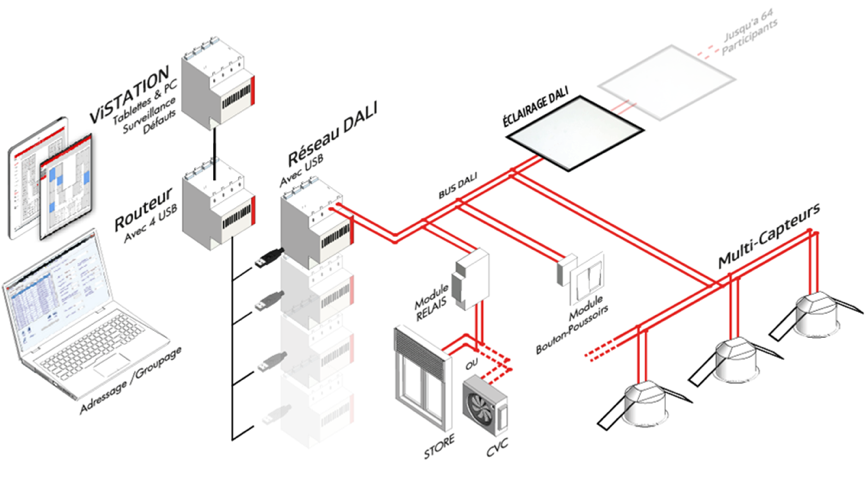 Jusqu'a 64
Participants
ViSTATION
Tablettes & PC
Surveillance
Défauts
ÉCLAIRAGE DALI
Réseau DALI
Avec USB
BUS DALI
Routeur
Avec 4 USB
Multi-Capteurs
Module
RELAIS
Module
Bouton-Poussoirs
OU
Adressage /Groupage
STORE
CVC